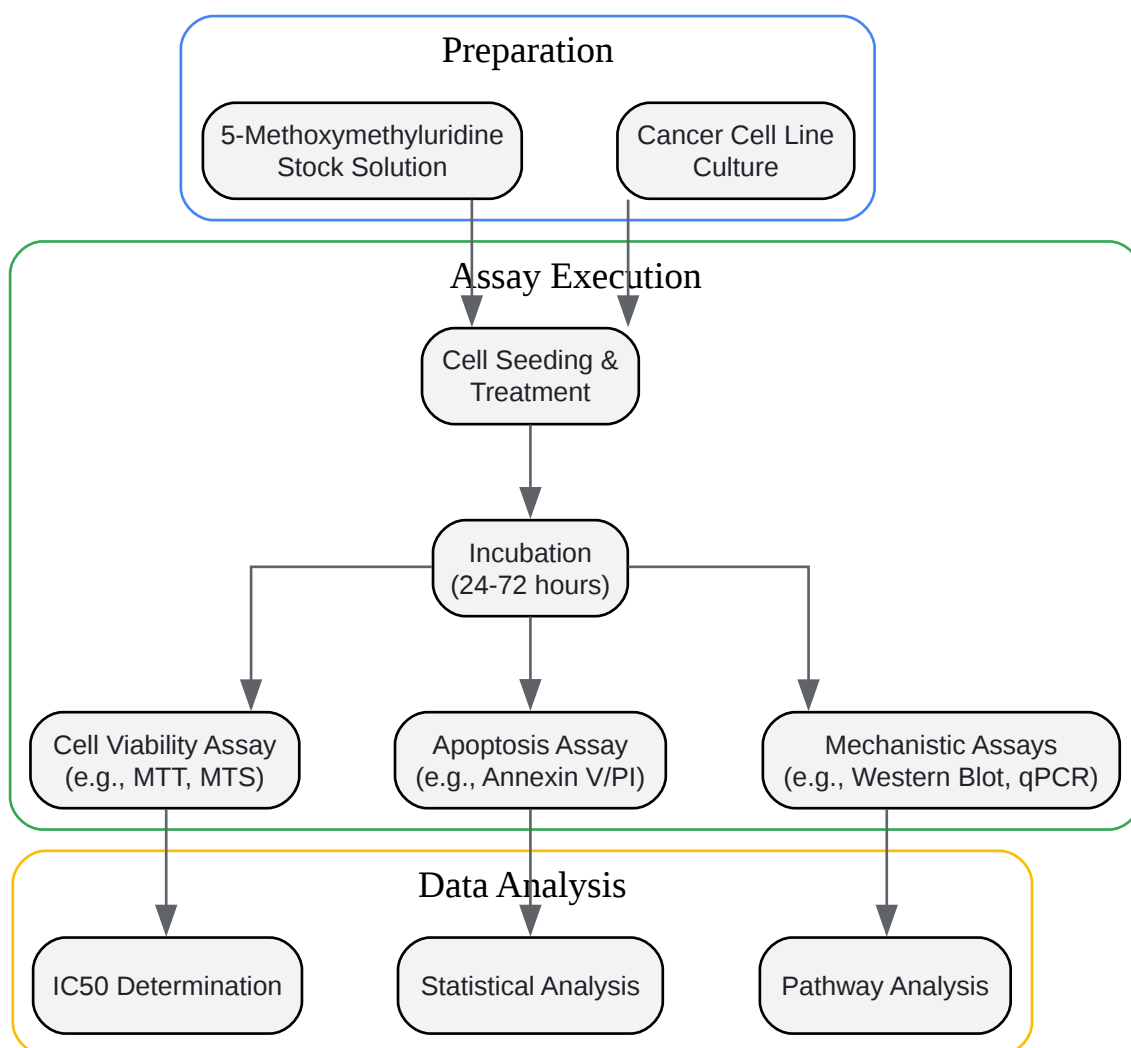 Preparation
5-Methoxymethyluridine
Stock Solution
Cancer Cell Line
Culture
Assay Execution
Cell Seeding &
Treatment
Incubation
(24-72 hours)
Cell Viability Assay
(e.g., MTT, MTS)
Apoptosis Assay
(e.g., Annexin V/PI)
Mechanistic Assays
(e.g., Western Blot, qPCR)
Data Analysis
IC50 Determination
Statistical Analysis
Pathway Analysis